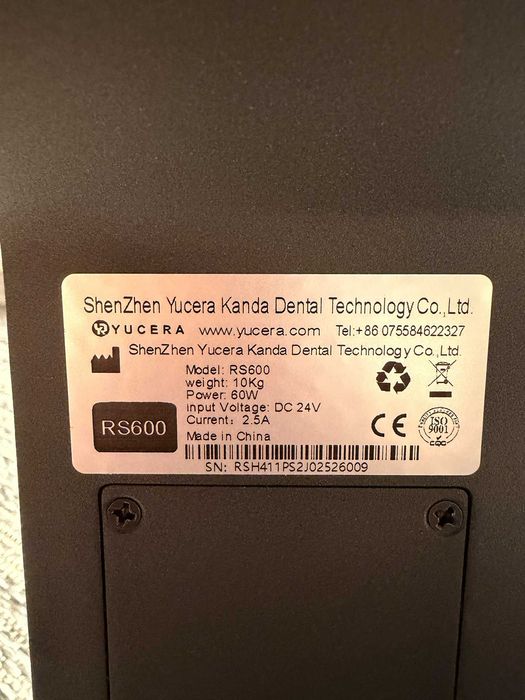 ShenZhen Yucera Kanda Dental Technology Co.,Ltd.
YUCERA www.yucera.com Tel:+86 075584622327
ShenZhen Yucera Kanda Dental Technology Co.,Ltd.
Model: RS600
weight: 10Kg
Power: 60W
input Voltage: DC 24V
Current: 2.5A
Made in China
RS600
CE
ISO
9001
CQC
SN: RSH411PS2J02526009